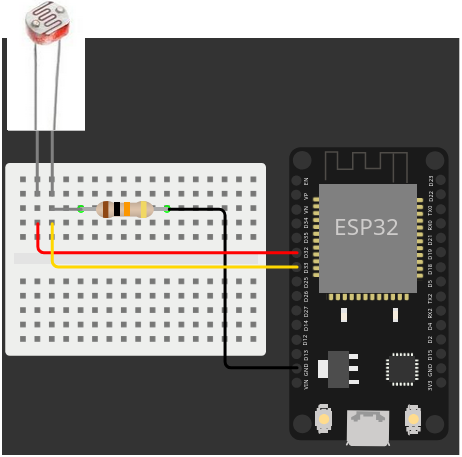 ESP32
EN
VP
VN
D34
D35
D32
D33
D25
D26
D27
D14
D12
D13
GND
VIN
D23
D22
TX0
RX0
D21
D19
D18
D5
TX2
RX2
D4
D2
D15
GND
3V3